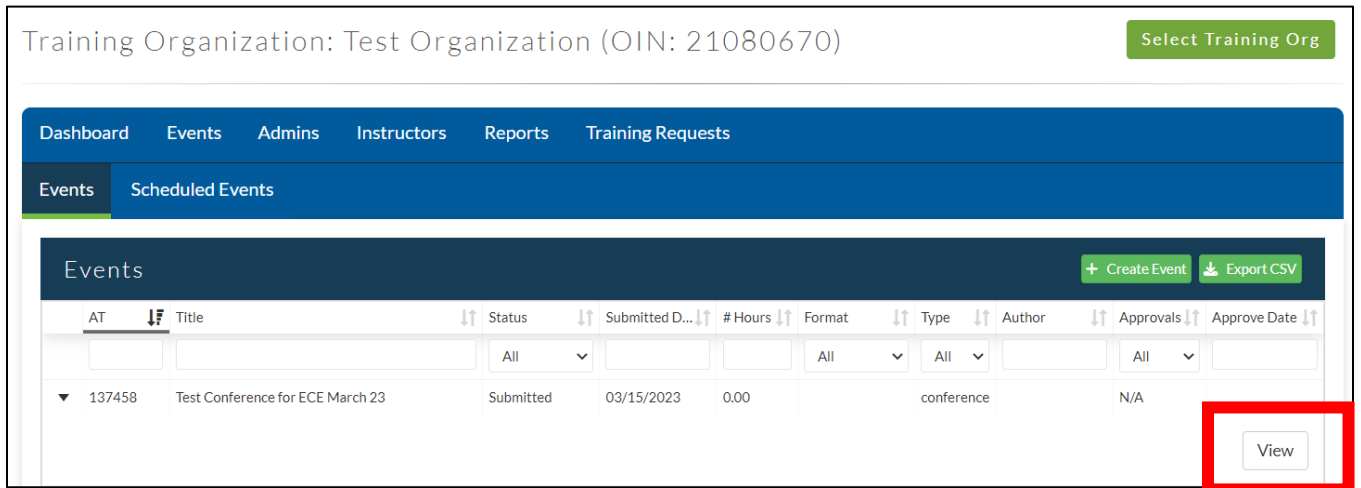 Training Organization: Test Organization (OIN: 21080670) Select Training Org
Dashboard Events Admins Instructors Reports Training Requests
Events Scheduled Events
Events + Create Event Export CSV
AT Title Status Submitted D... # Hours Format Type Author Approvals Approve Date
All All All All
137458 Test Conference for ECE March 23 Submitted 03/15/2023 0.00 conference N/A
View